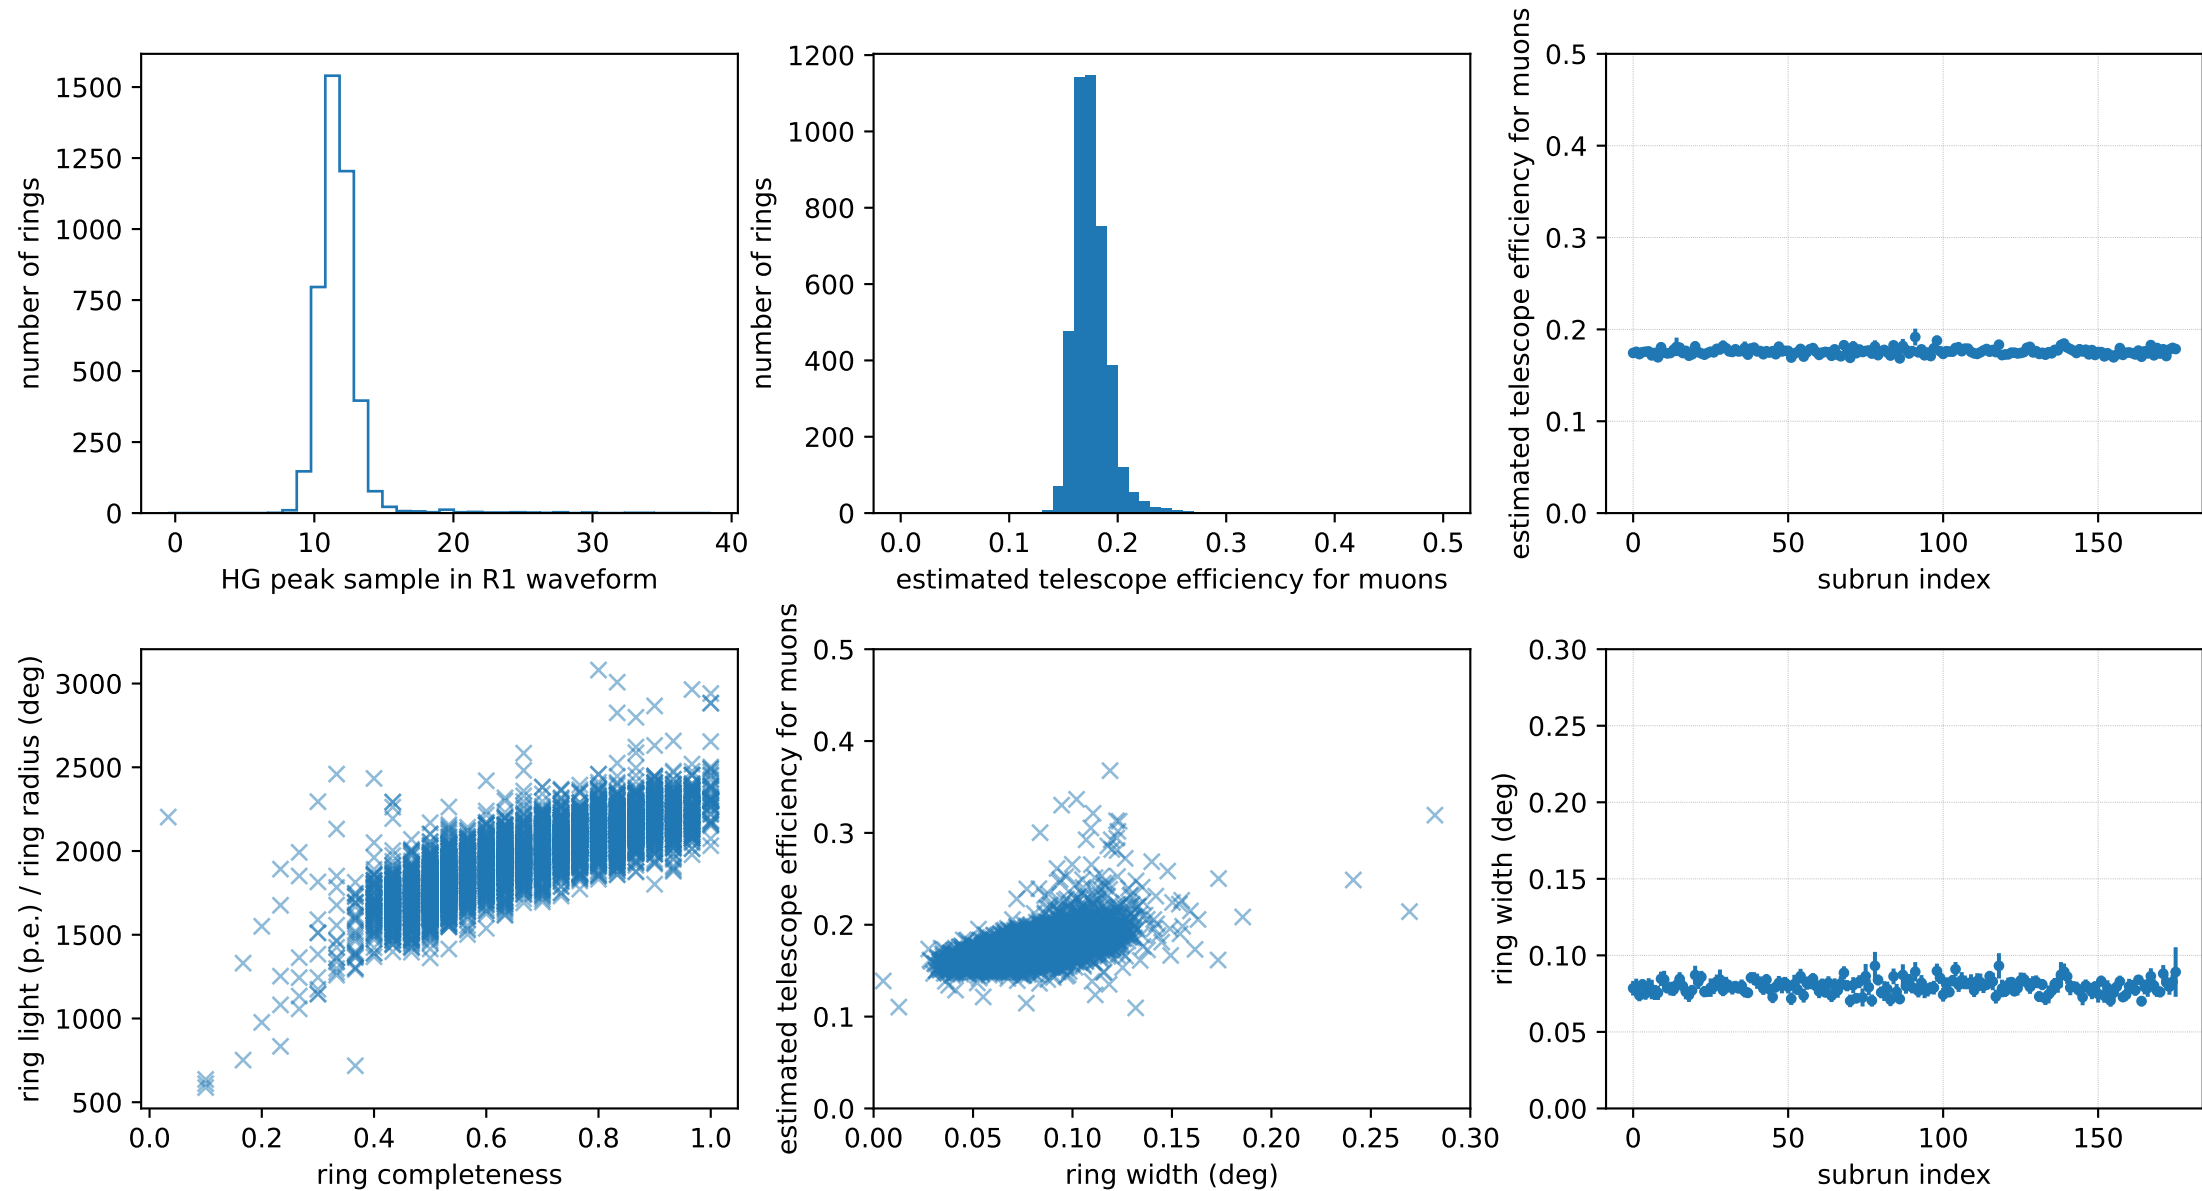 number of rings
1500
1250
1000
750
500
250
0
0 10 20 30 40
HG peak sample in R1 waveform
number of rings
1200
1000
800
600
400
200
0
0.0 0.1 0.2 0.3 0.4 0.5
estimated telescope efficiency for muons
estimated telescope efficiency for muons
0.5
0.4
0.3
0.2
0.1
0.0
0 50 100 150
subrun index
ring light (p.e.) / ring radius (deg)
3000
2500
2000
1500
1000
500
0.0 0.2 0.4 0.6 0.8 1.0
ring completeness
estimated telescope efficiency for muons
0.5
0.4
0.3
0.2
0.1
0.0
0.00 0.05 0.10 0.15 0.20 0.25 0.30
ring width (deg)
ring width (deg)
0.30
0.25
0.20
0.15
0.10
0.05
0.00
0 50 100 150
subrun index